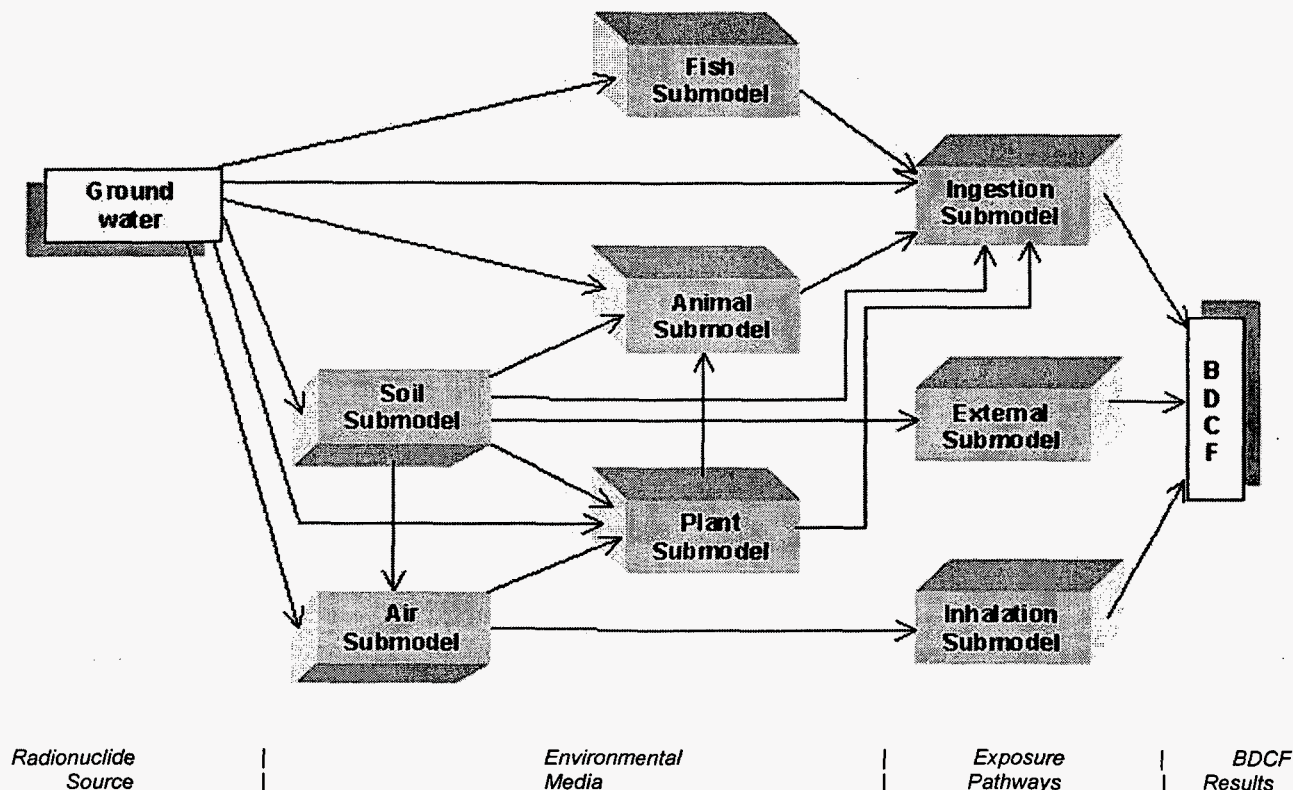 Fish
Submodel
Ground
water
Ingestion
Submodel
Animal
Submodel
Soil
Submodel
External
Submodel
B
D
C
F
Plant
Submodel
Air
Submodel
Inhalation
Submodel
Radionuclide
Source
Environmental
Media
Exposure
Pathways
BDCF
Results